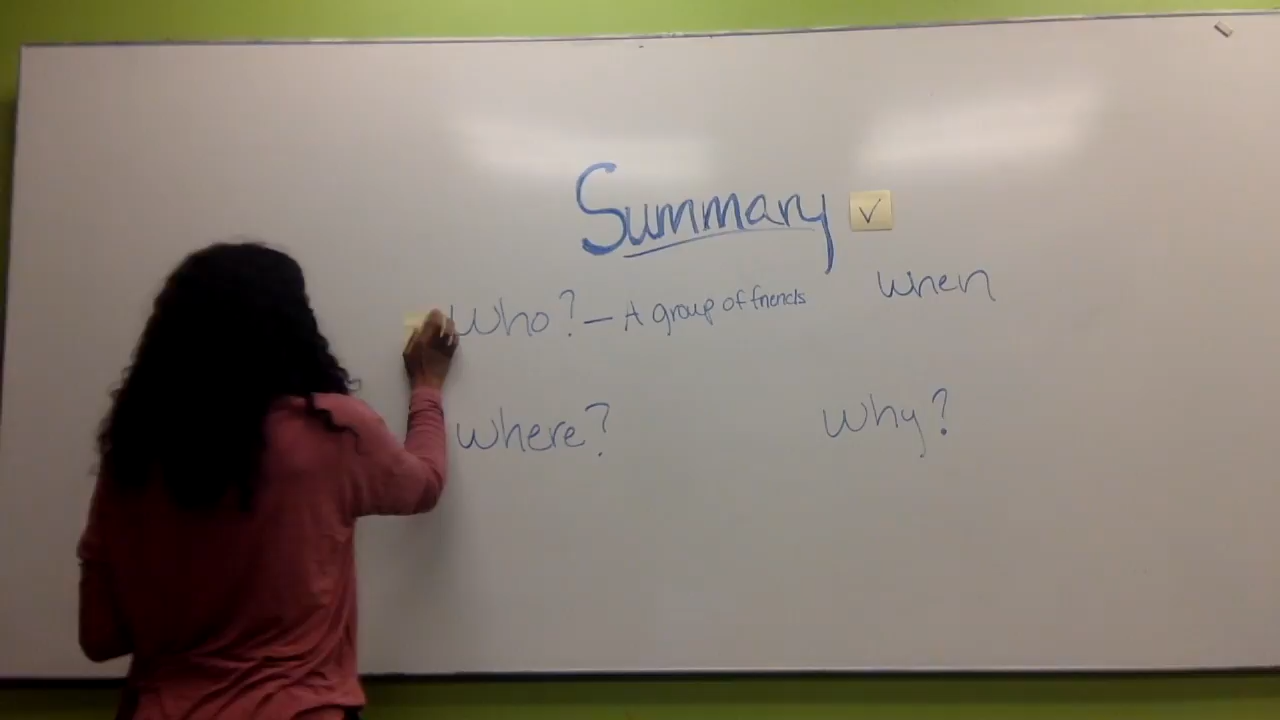 Summary ✓
Who? – A group of friends
When
Where?
Why?